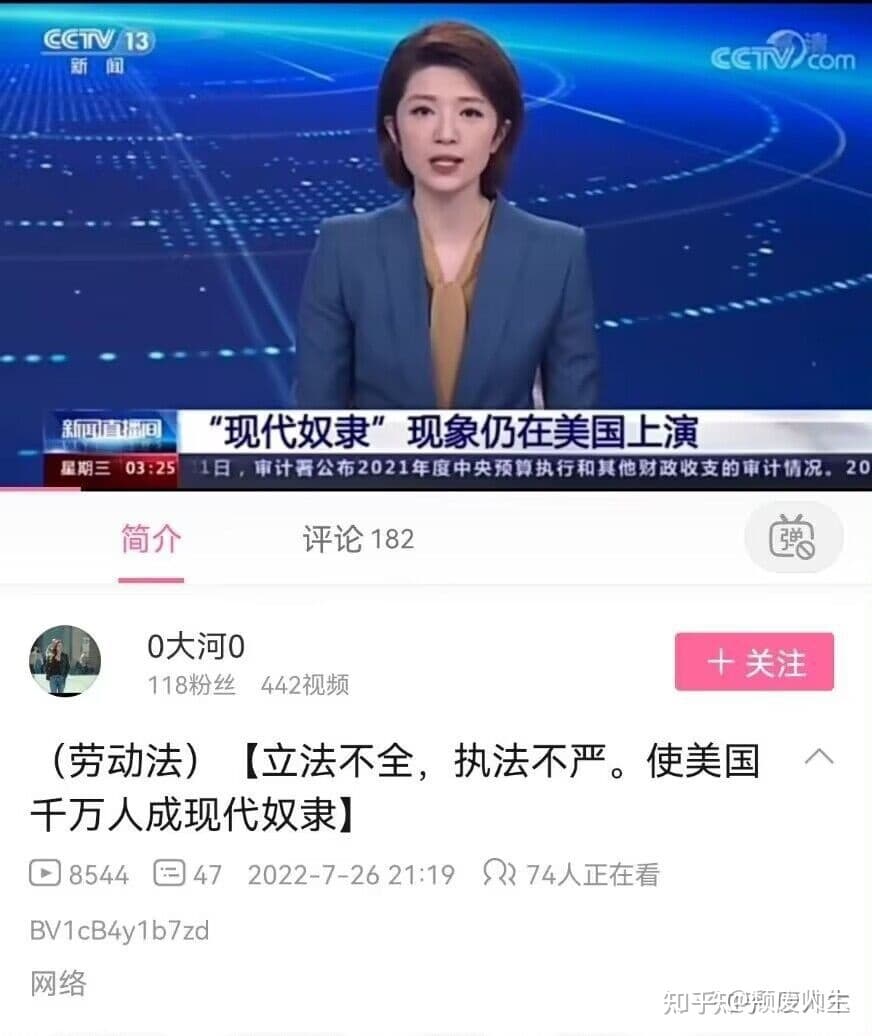 CCTV 13
新闻
CCTV.com
新闻直播间
“现代奴隶”现象仍在美国上演
星期三 03:25
1日，审计署公布2021年度中央预算执行和其他财政收支的审计情况。20
简介
评论 182
弹
0大河0
118粉丝 442视频
＋ 关注
（劳动法）【立法不全，执法不严。使美国
千万人成现代奴隶】
8544 47 2022-7-26 21:19 74人正在看
BV1cB4y1b7zd
网络
知乎